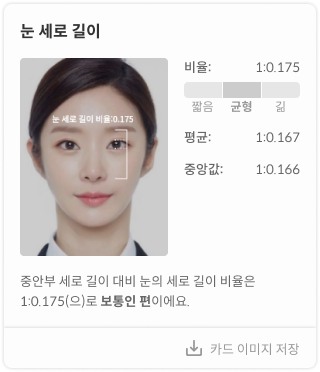 눈 세로 길이
눈 세로 길이 비율:0.175
비율: 1:0.175
짧음 균형 긺
평균: 1:0.167
중앙값: 1:0.166
중안부 세로 길이 대비 눈의 세로 길이 비율은
1:0.175(으)로 보통인 편이에요.
카드 이미지 저장